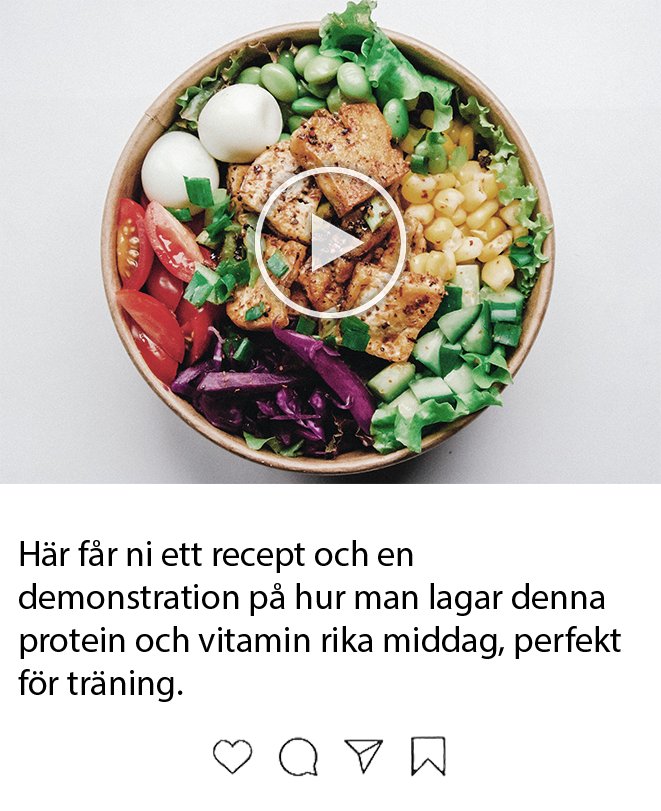 Här får ni ett recept och en
demonstration på hur man lagar denna
protein och vitamin rika middag, perfekt
för träning.